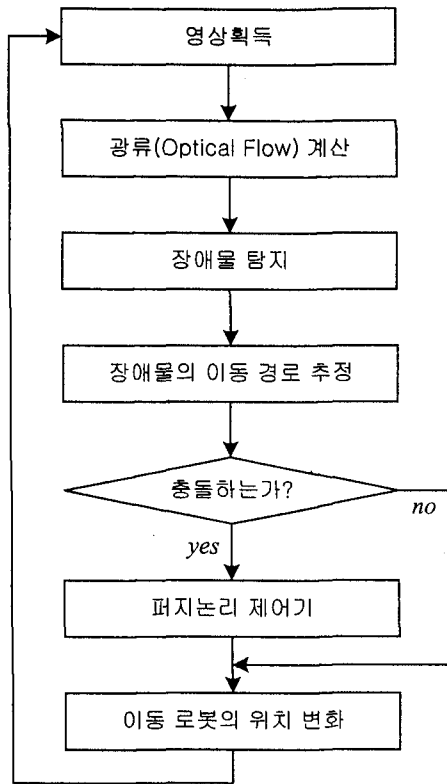 영상획득
광류(Optical Flow) 계산
장애물 탐지
장애물의 이동 경로 추정
충돌하는가?
no
yes
퍼지논리 제어기
이동 로봇의 위치 변화